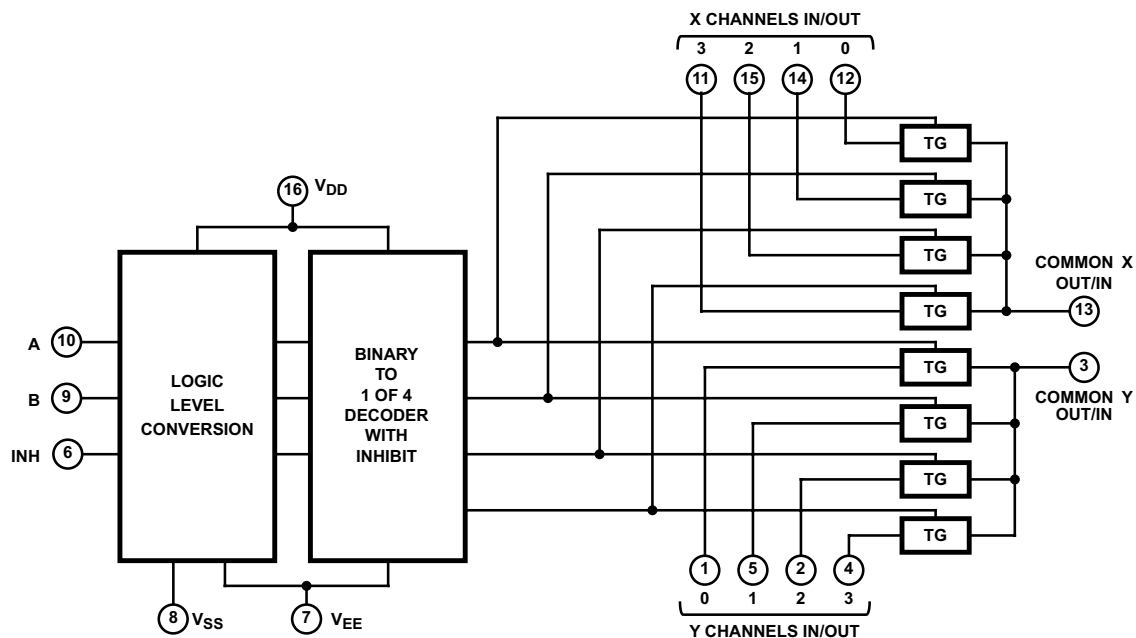 X CHANNELS IN/OUT
3 2 1 0
11 15 14 12
TG
TG
TG
TG
COMMON X
OUT/IN
13
16 VDD
LOGIC
LEVEL
CONVERSION
BINARY
TO
1 OF 4
DECODER
WITH
INHIBIT
A 10
B 9
INH 6
TG
TG
TG
TG
3
COMMON Y
OUT/IN
8 VSS
7 VEE
1 5 2 4
0 1 2 3
Y CHANNELS IN/OUT